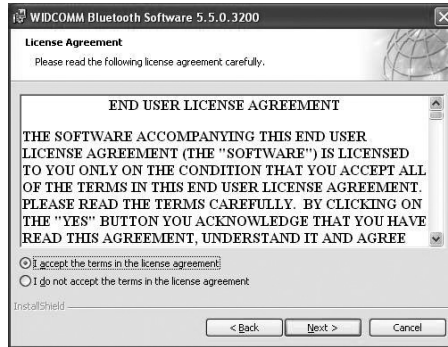 WIDCOMM Bluetooth Software 5.5.0.3200
License Agreement
Please read the following license agreement carefully.
END USER LICENSE AGREEMENT
THE SOFTWARE ACCOMPANYING THIS END USER
LICENSE AGREEMENT (THE "SOFTWARE") IS LICENSED
TO YOU ONLY ON THE CONDITION THAT YOU ACCEPT ALL
OF THE TERMS IN THIS END USER LICENSE AGREEMENT.
PLEASE READ THE TERMS CAREFULLY. BY CLICKING ON
THE "YES" BUTTON YOU ACKNOWLEDGE THAT YOU HAVE
READ THIS AGREEMENT, UNDERSTAND IT AND AGREE
I accept the terms in the license agreement
I do not accept the terms in the license agreement
InstallShield
< Back Next > Cancel